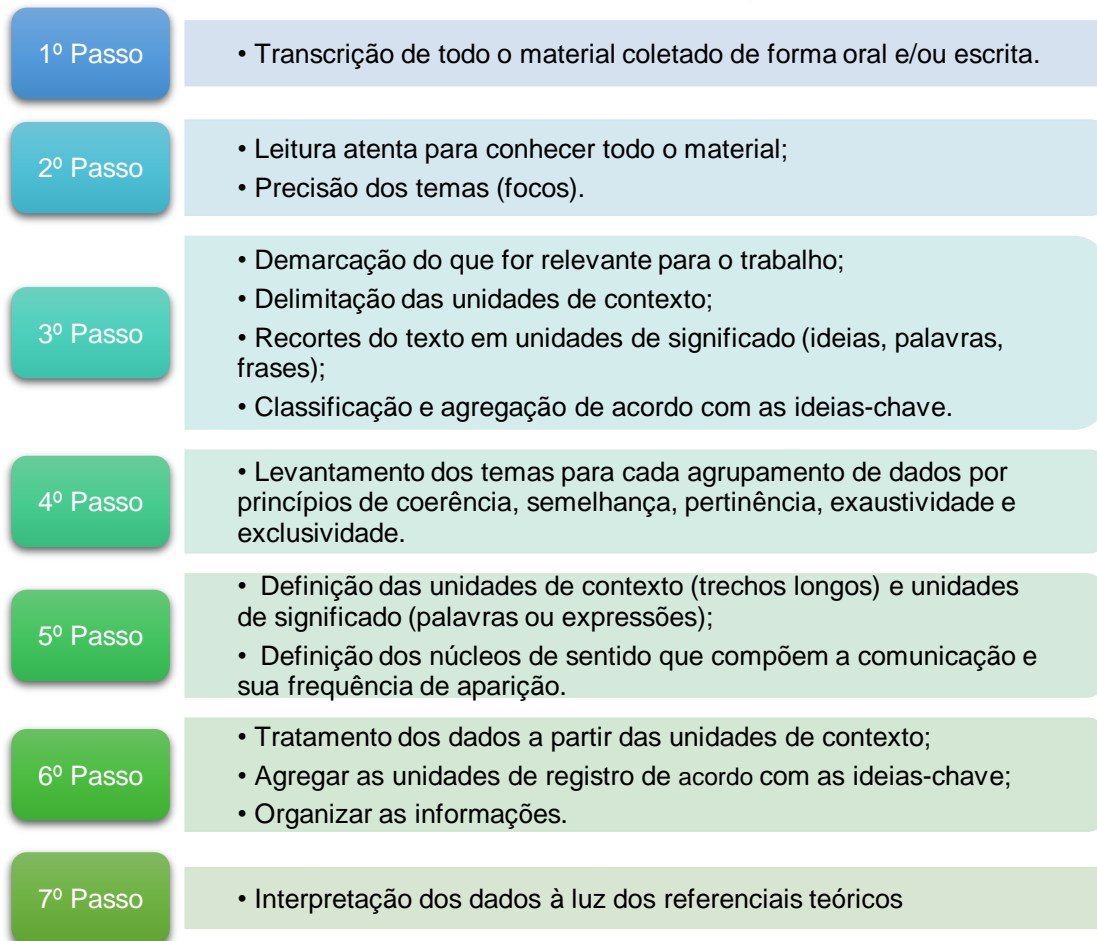 1º Passo
• Transcrição de todo o material coletado de forma oral e/ou escrita.
2º Passo
• Leitura atenta para conhecer todo o material;
• Precisão dos temas (focos).
3º Passo
• Demarcação do que for relevante para o trabalho;
• Delimitação das unidades de contexto;
• Recortes do texto em unidades de significado (ideias, palavras,
frases);
• Classificação e agregação de acordo com as ideias-chave.
4º Passo
• Levantamento dos temas para cada agrupamento de dados por
princípios de coerência, semelhança, pertinência, exaustividade e
exclusividade.
5º Passo
• Definição das unidades de contexto (trechos longos) e unidades
de significado (palavras ou expressões);
• Definição dos núcleos de sentido que compõem a comunicação e
sua frequência de aparição.
6º Passo
• Tratamento dos dados a partir das unidades de contexto;
• Agregar as unidades de registro de acordo com as ideias-chave;
• Organizar as informações.
7º Passo
• Interpretação dos dados à luz dos referenciais teóricos